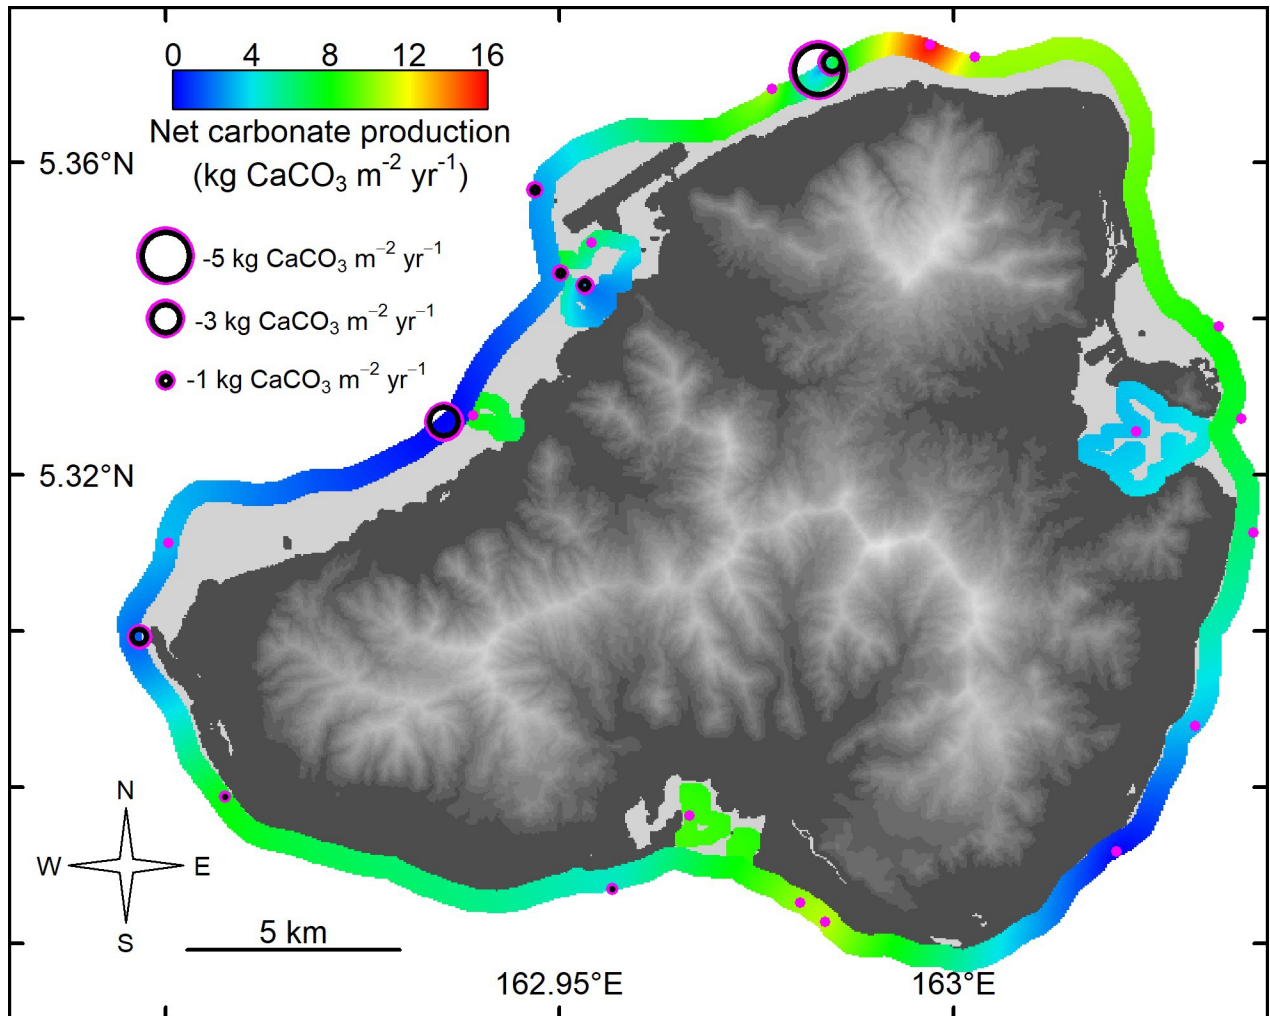 0 4 8 12 16
Net carbonate production
(kg CaCO₃ m⁻² yr⁻¹)
5.36°N
-5 kg CaCO₃ m⁻² yr⁻¹
-3 kg CaCO₃ m⁻² yr⁻¹
-1 kg CaCO₃ m⁻² yr⁻¹
5.32°N
N
W E
S
5 km
162.95°E 163°E